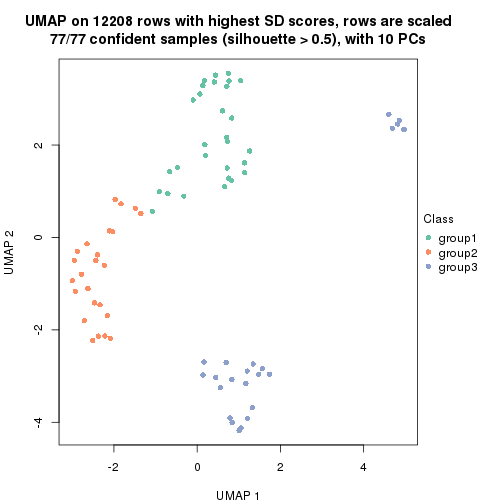 UMAP on 12208 rows with highest SD scores, rows are scaled
77/77 confident samples (silhouette > 0.5), with 10 PCs
Class
group1
group2
group3
2
0
-2
-4
UMAP 2
-2
0
2
4
UMAP 1